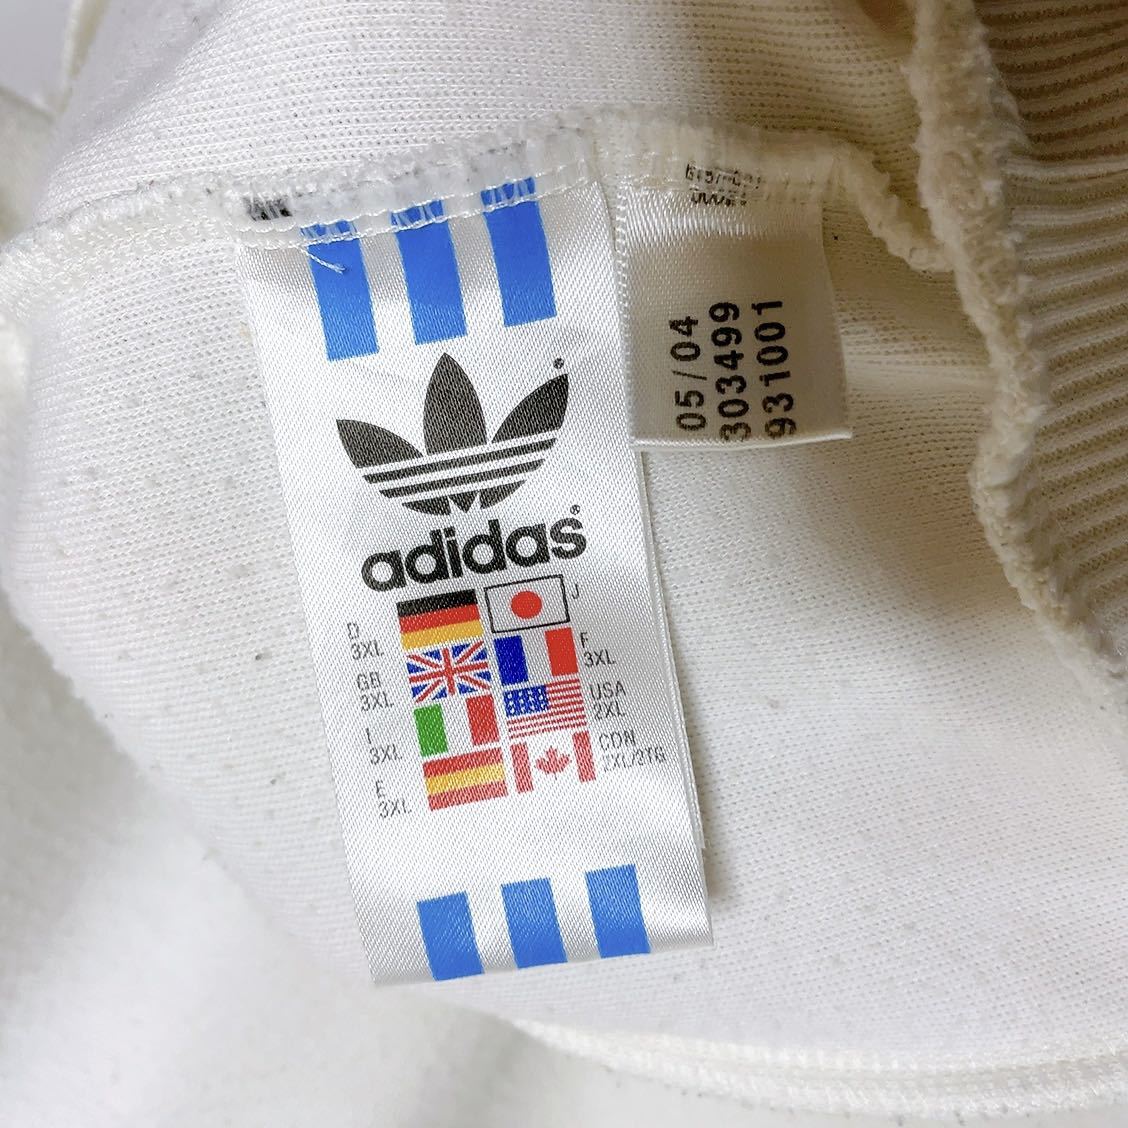 adidas
D
3XL
J
GB
3XL
F
3XL
I
3XL
USA
2XL
E
3XL
CDN
2XL/2TG
05/04
303499
931001